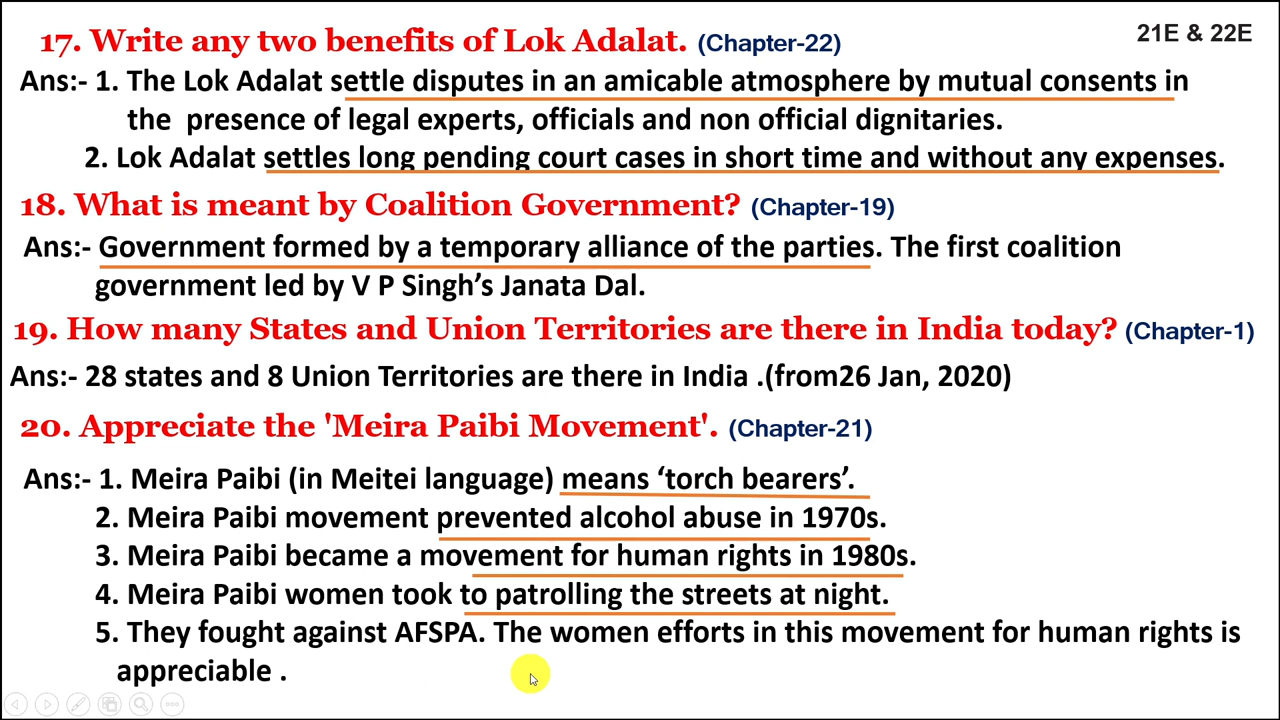 21E & 22E
17. Write any two benefits of Lok Adalat. (Chapter-22)
Ans:- 1. The Lok Adalat settle disputes in an amicable atmosphere by mutual consents in
the presence of legal experts, officials and non official dignitaries.
2. Lok Adalat settles long pending court cases in short time and without any expenses.
18. What is meant by Coalition Government? (Chapter-19)
Ans:- Government formed by a temporary alliance of the parties. The first coalition
government led by V P Singh’s Janata Dal.
19. How many States and Union Territories are there in India today? (Chapter-1)
Ans:- 28 states and 8 Union Territories are there in India .(from26 Jan, 2020)
20. Appreciate the 'Meira Paibi Movement'. (Chapter-21)
Ans:- 1. Meira Paibi (in Meitei language) means ‘torch bearers’.
2. Meira Paibi movement prevented alcohol abuse in 1970s.
3. Meira Paibi became a movement for human rights in 1980s.
4. Meira Paibi women took to patrolling the streets at night.
5. They fought against AFSPA. The women efforts in this movement for human rights is
appreciable .